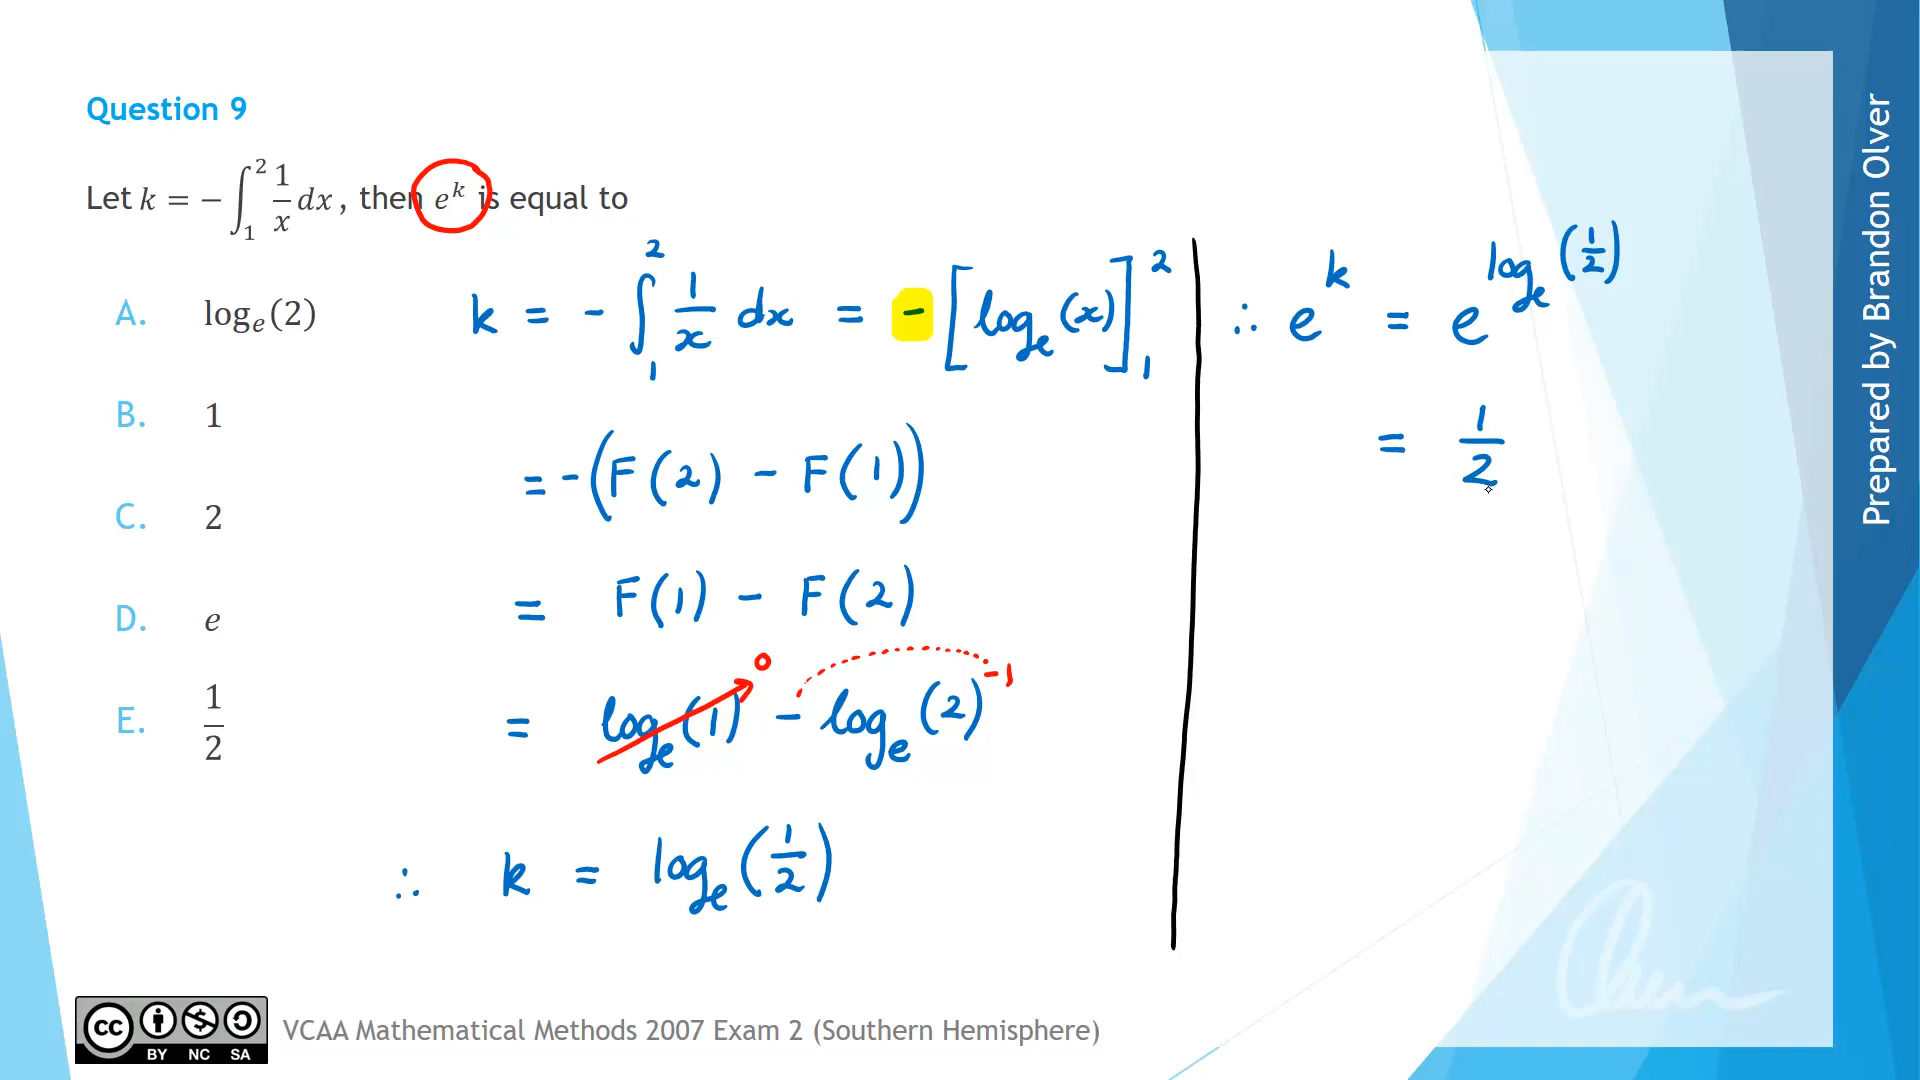 Question 9
Let k = −∫₁² 1/x dx, then e^k is equal to
A. logₑ(2)
B. 1
C. 2
D. e
E. 1/2
k = - ∫₁² 1/x dx = - [logₑ(x)]₁²
= -(F(2) - F(1))
= F(1) - F(2)
= logₑ(1) 0 - logₑ(2) -1
∴ k = logₑ(1/2)
∴ e^k = e^(logₑ(1/2))
= 1/2
Prepared by Brandon Olver
cc BY NC SA
VCAA Mathematical Methods 2007 Exam 2 (Southern Hemisphere)